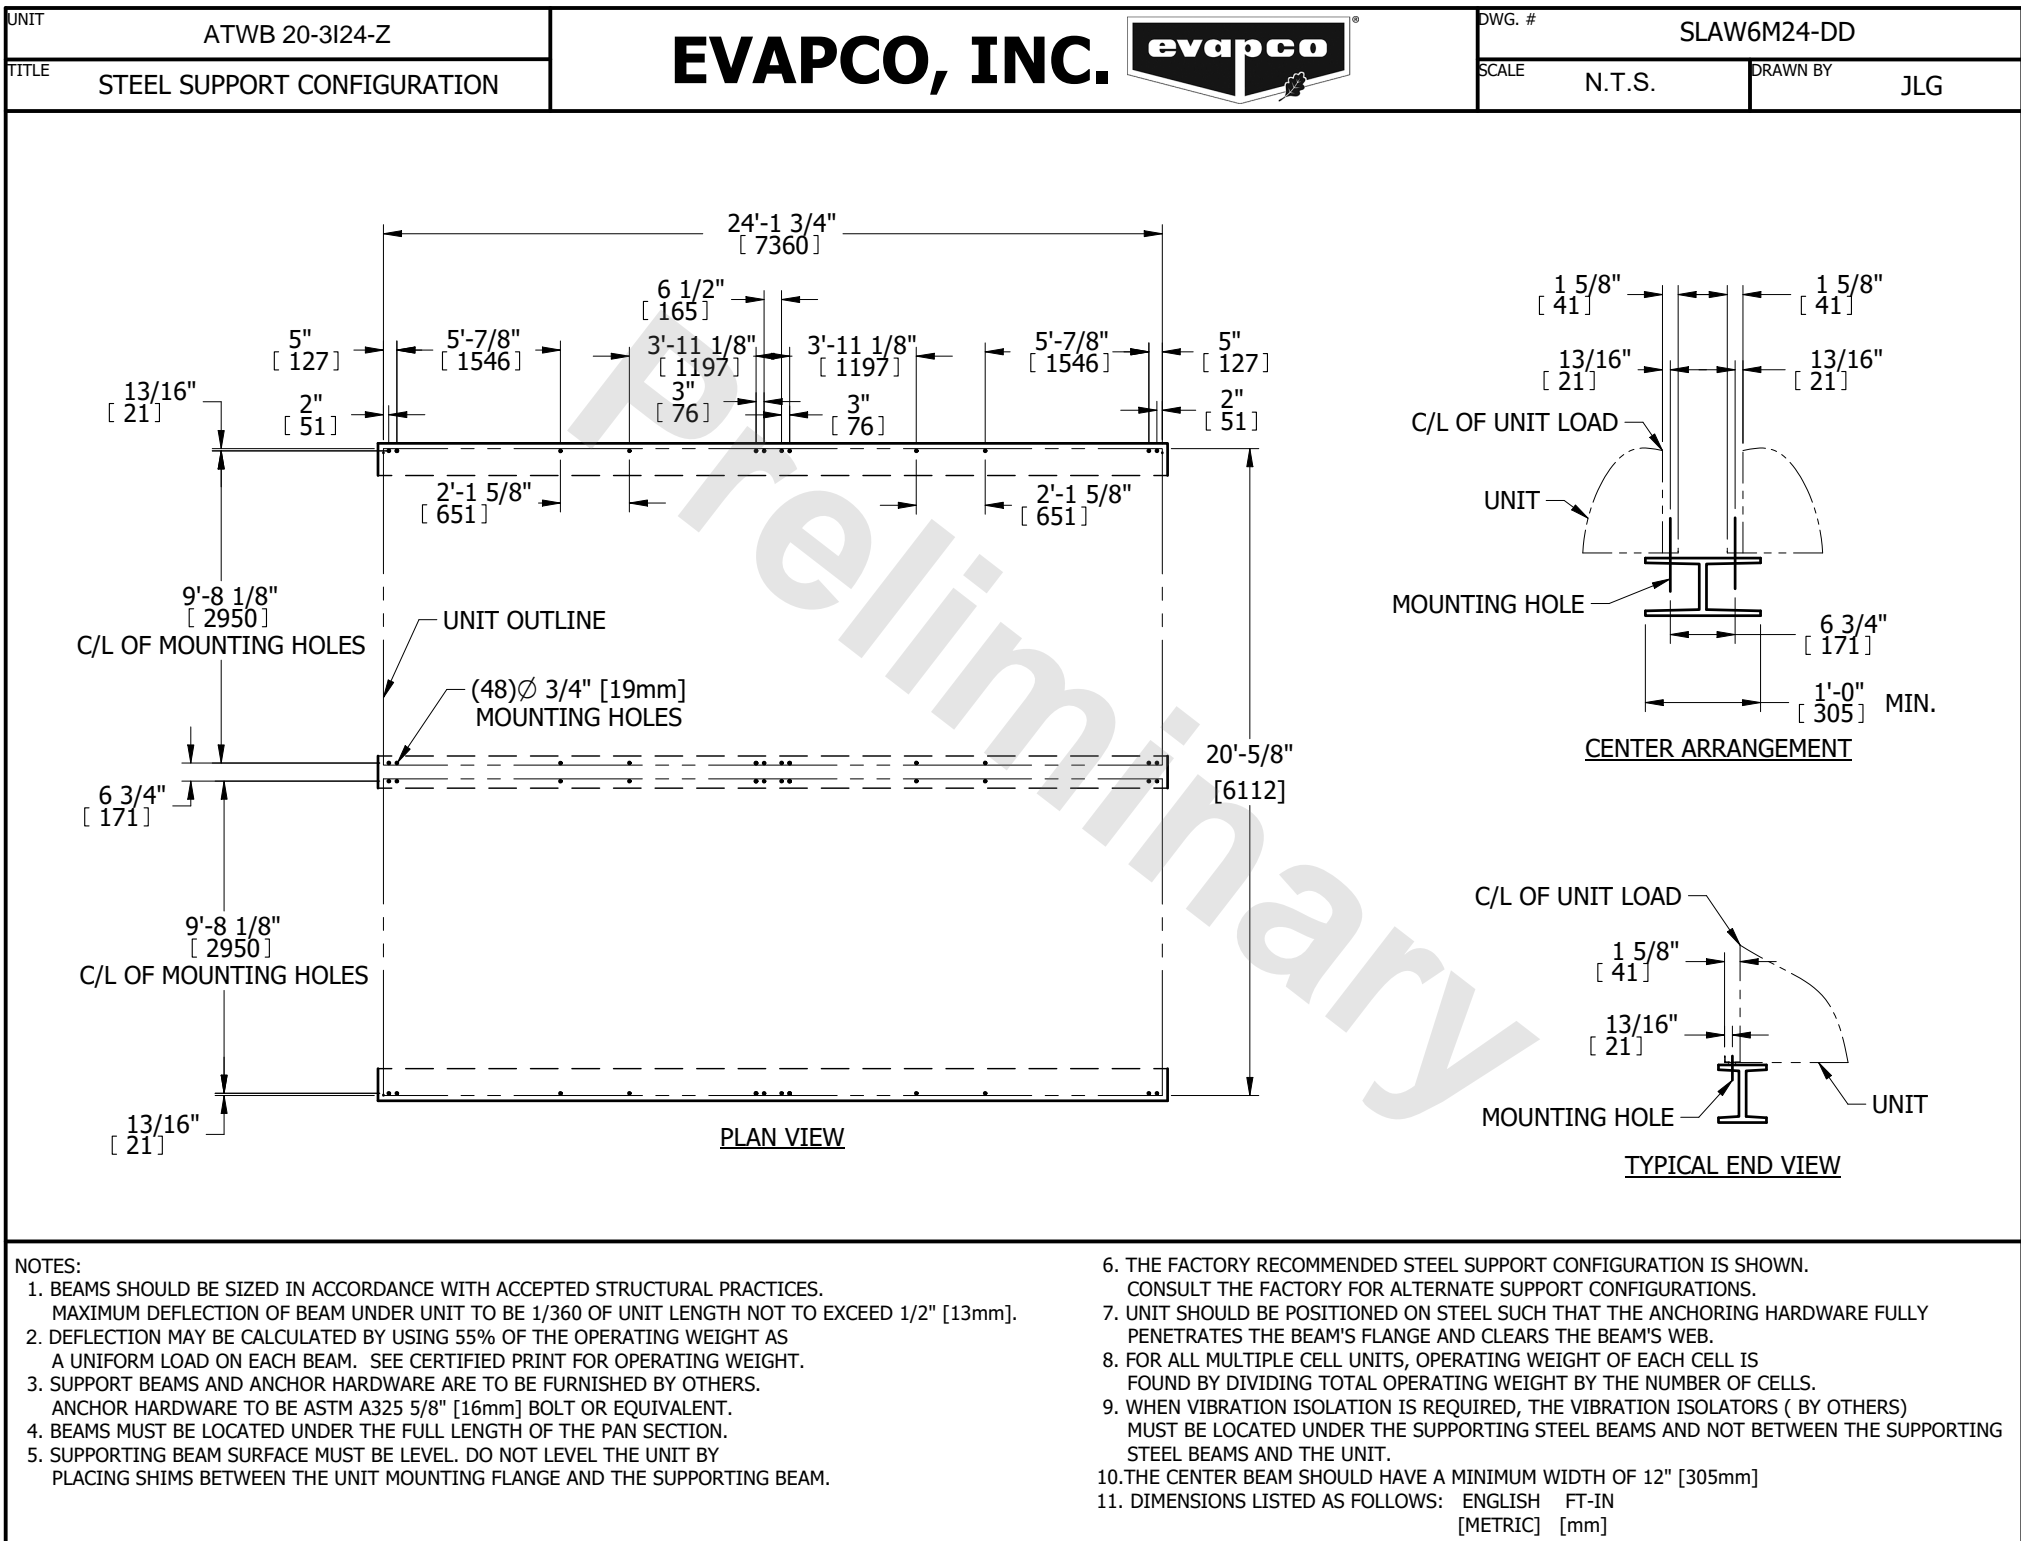 UNIT
ATWB 20-3I24-Z
TITLE
STEEL SUPPORT CONFIGURATION
EVAPCO, INC.
evapco
®
DWG. #
SLAW6M24-DD
SCALE
N.T.S.
DRAWN BY
JLG
24'-1 3/4"
[ 7360 ]
6 1/2"
[ 165 ]
5"
[ 127 ]
5'-7/8"
[ 1546 ]
3'-11 1/8"
[ 1197 ]
3'-11 1/8"
[ 1197 ]
5'-7/8"
[ 1546 ]
5"
[ 127 ]
13/16"
[ 21 ]
2"
[ 51 ]
3"
[ 76 ]
3"
[ 76 ]
2"
[ 51 ]
2'-1 5/8"
[ 651 ]
2'-1 5/8"
[ 651 ]
9'-8 1/8"
[ 2950 ]
C/L OF MOUNTING HOLES
UNIT OUTLINE
(48)∅ 3/4" [19mm]
MOUNTING HOLES
6 3/4"
[ 171 ]
20'-5/8"
[6112]
9'-8 1/8"
[ 2950 ]
C/L OF MOUNTING HOLES
13/16"
[ 21 ]
PLAN VIEW
Preliminary
1 5/8"
[ 41 ]
1 5/8"
[ 41 ]
13/16"
[ 21 ]
13/16"
[ 21 ]
C/L OF UNIT LOAD
UNIT
MOUNTING HOLE
6 3/4"
[ 171 ]
1'-0"
[ 305 ] MIN.
CENTER ARRANGEMENT
C/L OF UNIT LOAD
1 5/8"
[ 41 ]
13/16"
[ 21 ]
MOUNTING HOLE
UNIT
TYPICAL END VIEW
NOTES:
1. BEAMS SHOULD BE SIZED IN ACCORDANCE WITH ACCEPTED STRUCTURAL PRACTICES.
MAXIMUM DEFLECTION OF BEAM UNDER UNIT TO BE 1/360 OF UNIT LENGTH NOT TO EXCEED 1/2" [13mm].
2. DEFLECTION MAY BE CALCULATED BY USING 55% OF THE OPERATING WEIGHT AS
A UNIFORM LOAD ON EACH BEAM. SEE CERTIFIED PRINT FOR OPERATING WEIGHT.
3. SUPPORT BEAMS AND ANCHOR HARDWARE ARE TO BE FURNISHED BY OTHERS.
ANCHOR HARDWARE TO BE ASTM A325 5/8" [16mm] BOLT OR EQUIVALENT.
4. BEAMS MUST BE LOCATED UNDER THE FULL LENGTH OF THE PAN SECTION.
5. SUPPORTING BEAM SURFACE MUST BE LEVEL. DO NOT LEVEL THE UNIT BY
PLACING SHIMS BETWEEN THE UNIT MOUNTING FLANGE AND THE SUPPORTING BEAM.
6. THE FACTORY RECOMMENDED STEEL SUPPORT CONFIGURATION IS SHOWN.
CONSULT THE FACTORY FOR ALTERNATE SUPPORT CONFIGURATIONS.
7. UNIT SHOULD BE POSITIONED ON STEEL SUCH THAT THE ANCHORING HARDWARE FULLY
PENETRATES THE BEAM'S FLANGE AND CLEARS THE BEAM'S WEB.
8. FOR ALL MULTIPLE CELL UNITS, OPERATING WEIGHT OF EACH CELL IS
FOUND BY DIVIDING TOTAL OPERATING WEIGHT BY THE NUMBER OF CELLS.
9. WHEN VIBRATION ISOLATION IS REQUIRED, THE VIBRATION ISOLATORS ( BY OTHERS)
MUST BE LOCATED UNDER THE SUPPORTING STEEL BEAMS AND NOT BETWEEN THE SUPPORTING
STEEL BEAMS AND THE UNIT.
10.THE CENTER BEAM SHOULD HAVE A MINIMUM WIDTH OF 12" [305mm]
11. DIMENSIONS LISTED AS FOLLOWS: ENGLISH FT-IN
[METRIC] [mm]